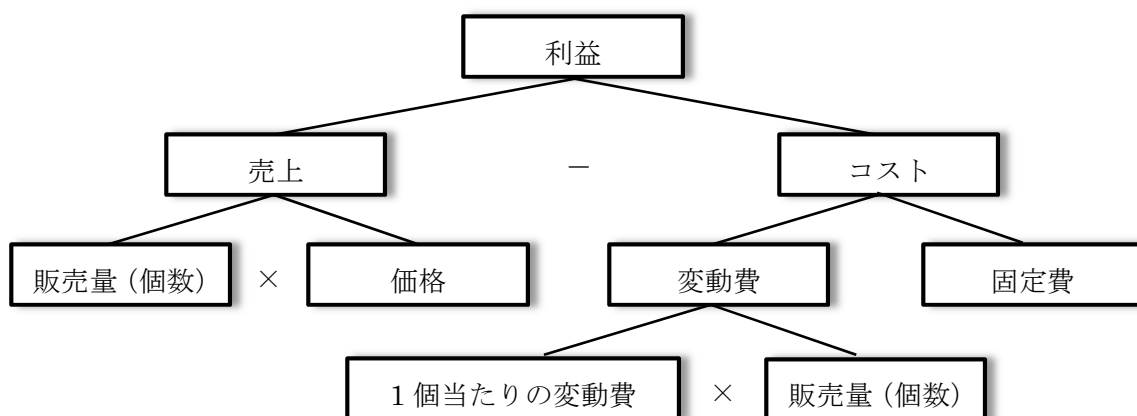 利益
売上
－
コスト
販売量（個数）
×
価格
変動費
固定費
１個当たりの変動費
×
販売量（個数）